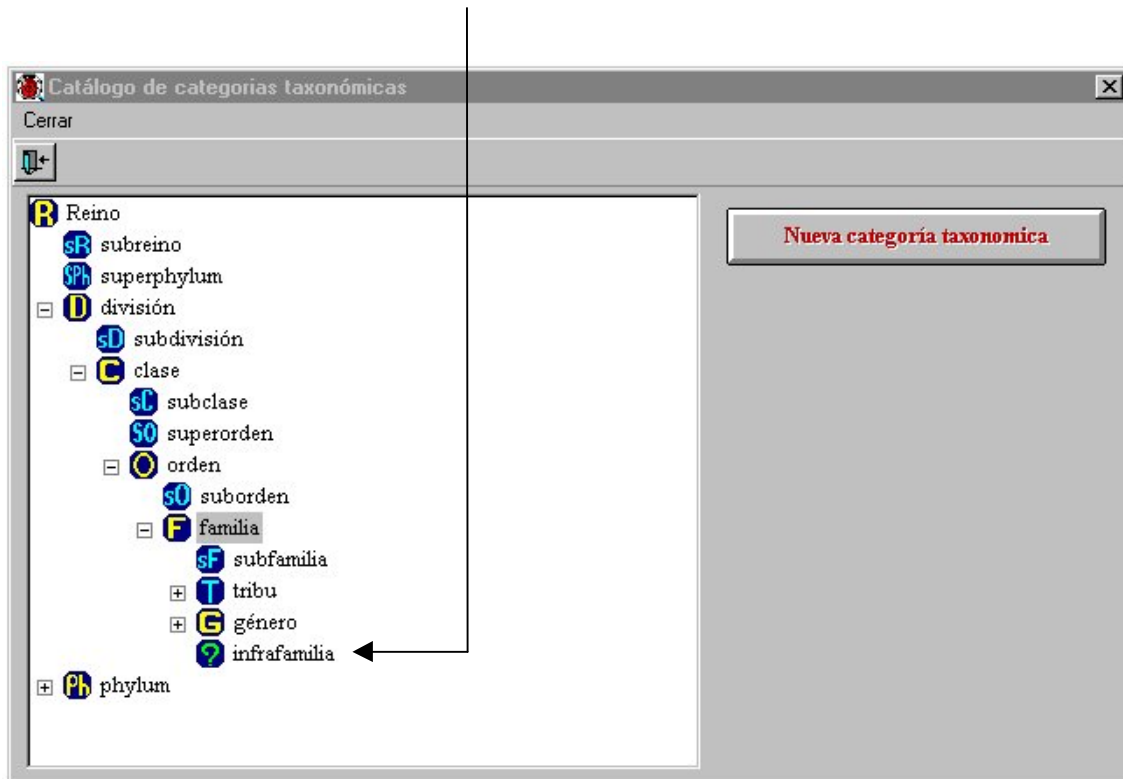 Catálogo de categorias taxonómicas
Cerrar
R Reino
sR subreino
SPh superphylum
D división
sD subdivisión
C clase
sC subclase
SO superorden
O orden
sO suborden
F familia
sF subfamilia
T tribu
G género
? infrafamilia
Ph phylum
Nueva categoría taxonomica